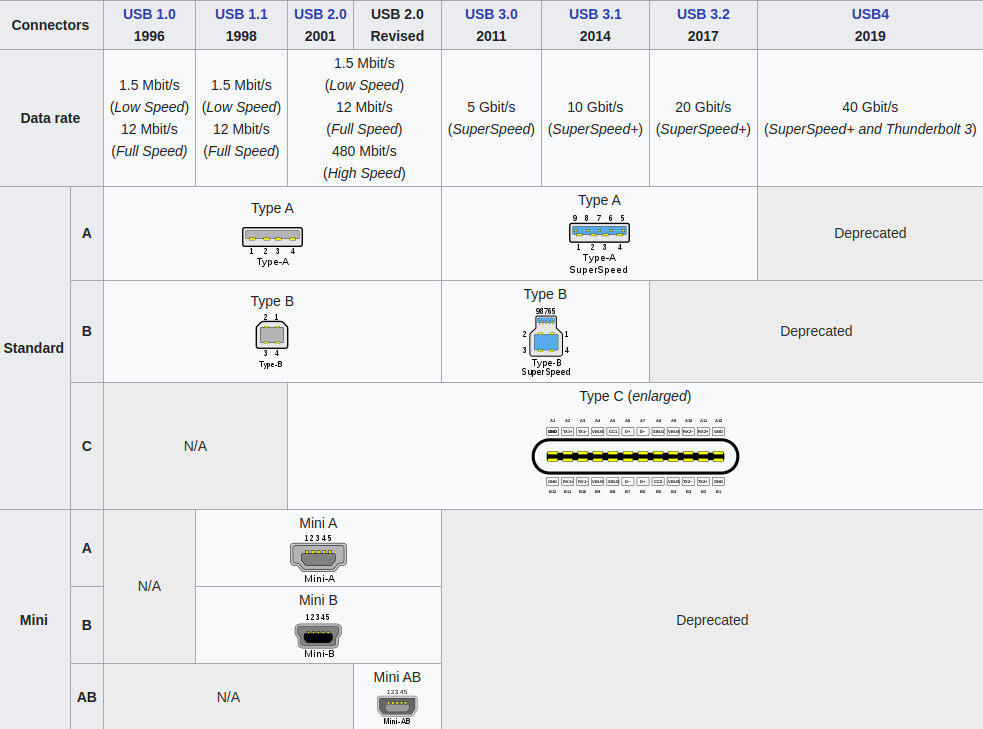 Connectors
USB 1.0
1996
USB 1.1
1998
USB 2.0
2001
USB 2.0
Revised
USB 3.0
2011
USB 3.1
2014
USB 3.2
2017
USB4
2019
Data rate
1.5 Mbit/s
(Low Speed)
12 Mbit/s
(Full Speed)
1.5 Mbit/s
(Low Speed)
12 Mbit/s
(Full Speed)
1.5 Mbit/s
(Low Speed)
12 Mbit/s
(Full Speed)
480 Mbit/s
(High Speed)
5 Gbit/s
(SuperSpeed)
10 Gbit/s
(SuperSpeed+)
20 Gbit/s
(SuperSpeed+)
40 Gbit/s
(SuperSpeed+ and Thunderbolt 3)
Standard
A
Type A
1 2 3 4
Type-A
Type A
9 8 7 6 5
1 2 3 4
Type-A
SuperSpeed
Deprecated
B
Type B
2 1
3 4
Type-B
Type B
98765
2 1
3 4
Type-B
SuperSpeed
Deprecated
C
N/A
Type C (enlarged)
A1 A2 A3 A4 A5 A6 A7 A8 A9 A10 A11 A12
GND TX1+ TX1- VBUS CC1 D+ D- SBU1 VBUS RX2- RX2+ GND
GND RX1+ RX1- VBUS SBU2 D- D+ CC2 VBUS TX2- TX2+ GND
B12 B11 B10 B9 B8 B7 B6 B5 B4 B3 B2 B1
Mini
A
N/A
Mini A
1 2 3 4 5
Mini-A
Deprecated
B
Mini B
1 2 3 4 5
Mini-B
AB
N/A
Mini AB
1 2 3 4 5
Mini-AB